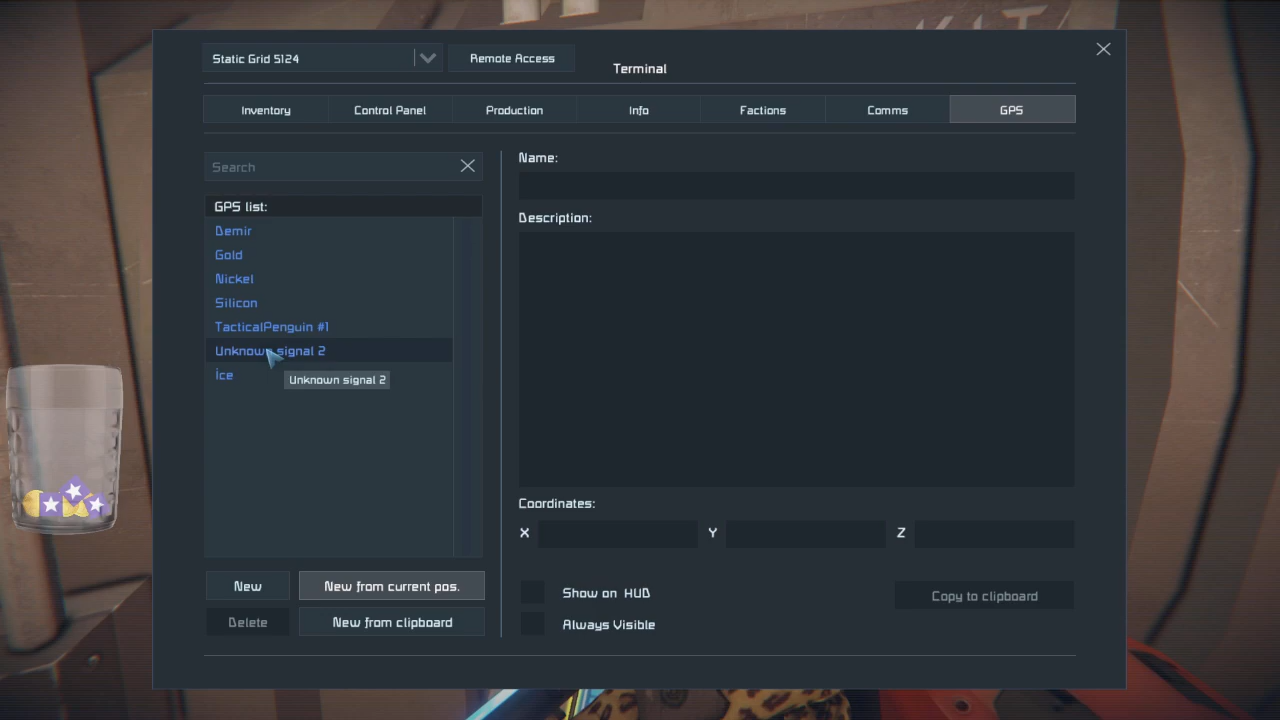 KIT
Static Grid 5124
Remote Access
Terminal
Inventory
Control Panel
Production
Info
Factions
Comms
GPS
Search
Name:
GPS list:
Description:
Demir
Gold
Nickel
Silicon
TacticalPenguin #1
Unknown signal 2
İce
Unknown signal 2
Coordinates:
X
Y
Z
New
New from current pos.
Show on HUD
Copy to clipboard
Delete
New from clipboard
Always Visible